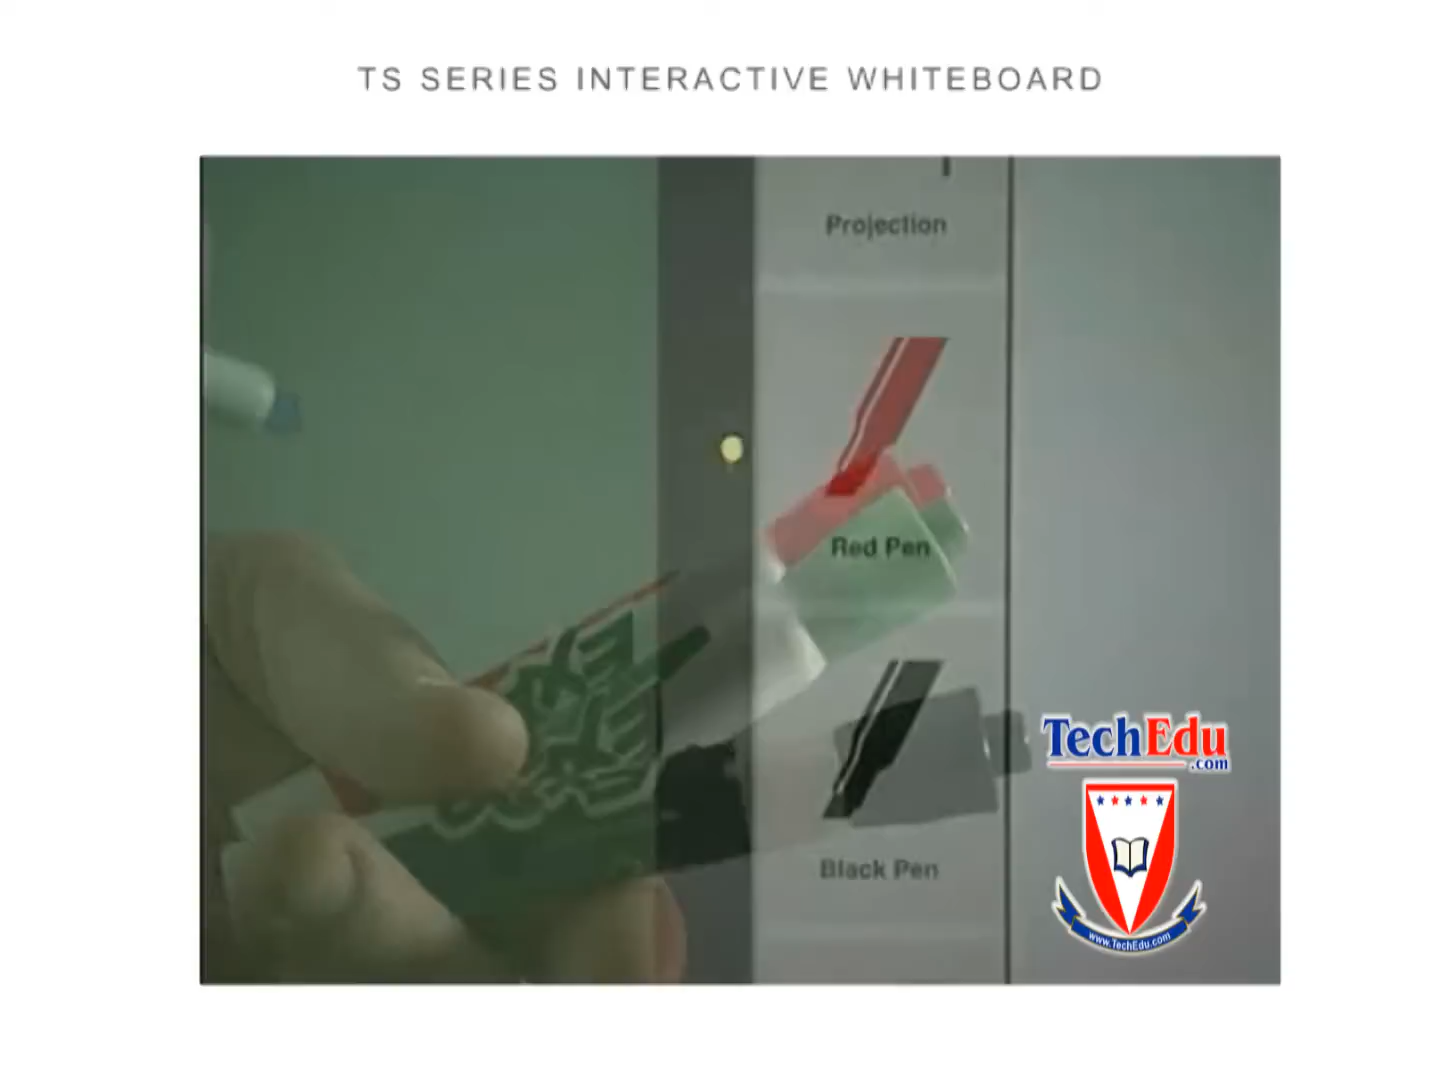 TS SERIES INTERACTIVE WHITEBOARD
Projection
Red Pen
Black Pen
TechEdu
.com
www.TechEdu.com